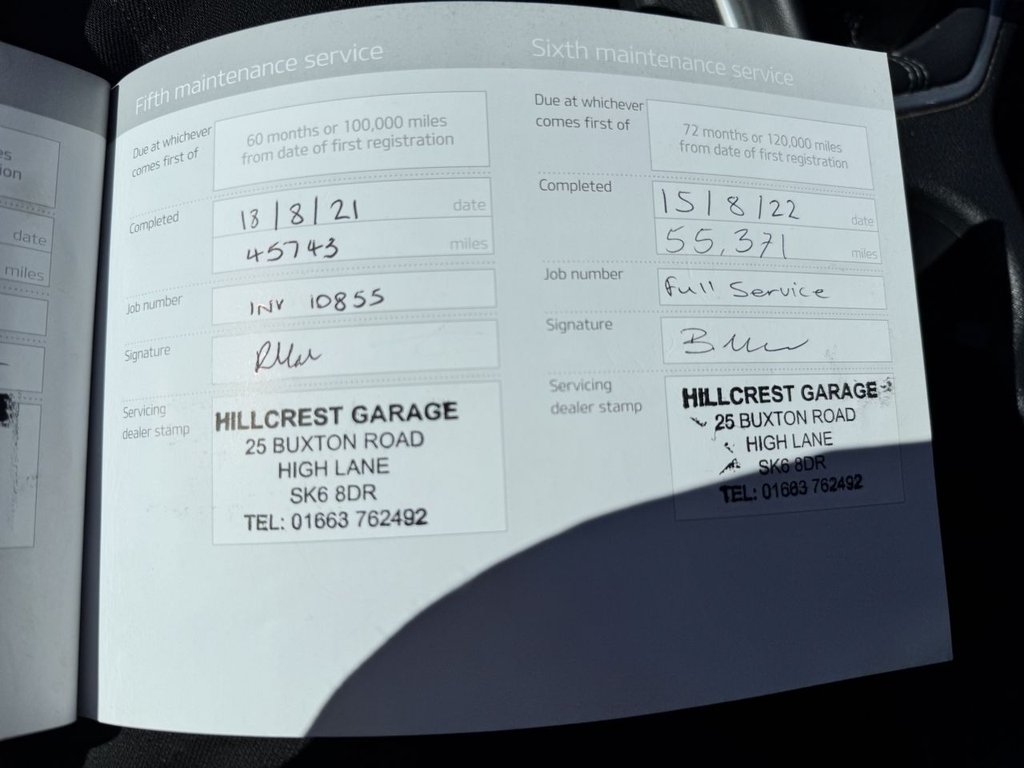 es
ion
date
miles
Fifth maintenance service
Due at whichever
comes first of
60 months or 100,000 miles
from date of first registration
Completed
18/8/21 date
45743 miles
Job number
INV 10855
Signature
Servicing
dealer stamp
HILLCREST GARAGE
25 BUXTON ROAD
HIGH LANE
SK6 8DR
TEL: 01663 762492
Sixth maintenance service
Due at whichever
comes first of
72 months or 120,000 miles
from date of first registration
Completed
15/8/22 date
55,371 miles
Job number
Full Service
Signature
Servicing
dealer stamp
HILLCREST GARAGE
25 BUXTON ROAD
HIGH LANE
SK6 8DR
TEL: 01663 762492